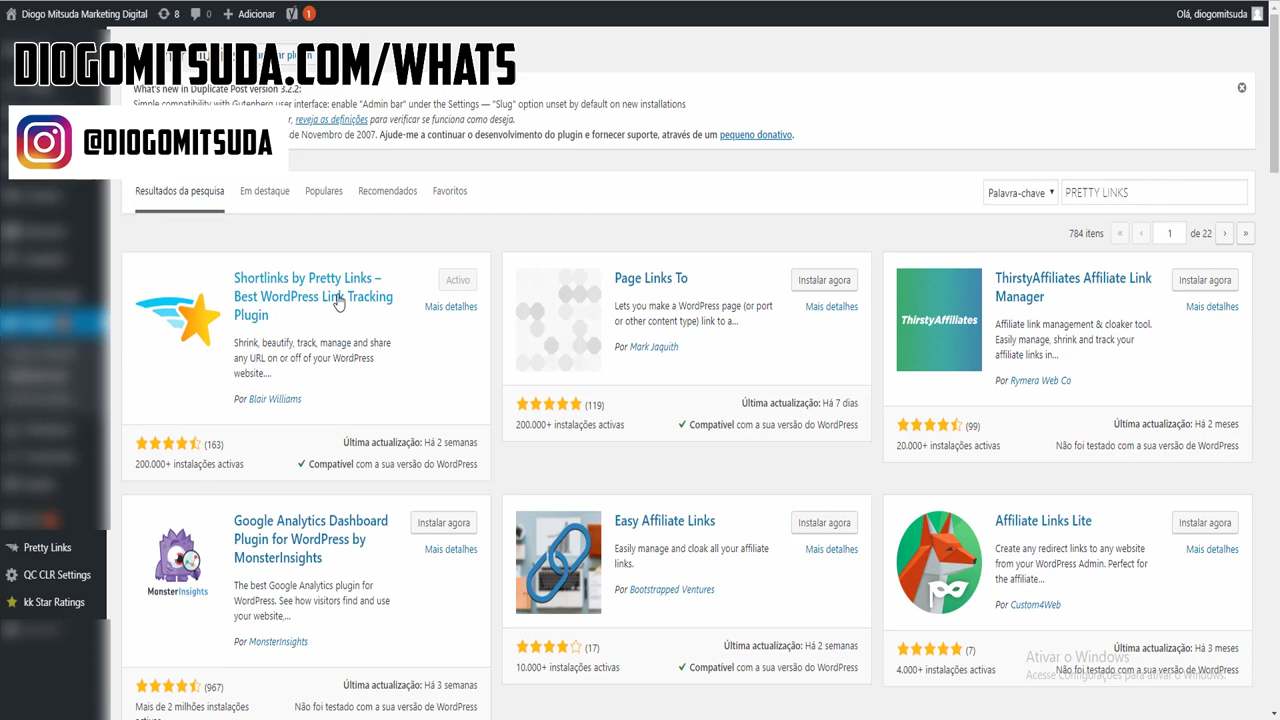 Diogo Mitsuda Marketing Digital 8 0 Adicionar 1 Olá, diogomitsuda
DIOGOMITSUDA.COM/WHATS
What's new in Duplicate Post version 3.2.2:
Simple compatibility with Gutenberg user interface: enable "Admin bar" under the Settings — "Slug" option unset by default on new installations
reveja as definições para verificar se funciona como deseja.
de Novembro de 2007. Ajude-me a continuar o desenvolvimento do plugin e fornecer suporte, através de um pequeno donativo.
@DIOGOMITSUDA
Resultados da pesquisa Em destaque Populares Recomendados Favoritos Palavra-chave PRETTY LINKS
784 itens « ‹ 1 de 22 › »
Shortlinks by Pretty Links –
Best WordPress Link Tracking
Plugin
Activo
Mais detalhes
Shrink, beautify, track, manage and share
any URL on or off of your WordPress
website....
Por Blair Williams
(163)
Última actualização: Há 2 semanas
200.000+ instalações activas
Compatível com a sua versão do WordPress
Page Links To
Instalar agora
Mais detalhes
Lets you make a WordPress page (or port
or other content type) link to a...
Por Mark Jaquith
(119)
Última actualização: Há 7 dias
200.000+ instalações activas
Compatível com a sua versão do WordPress
ThirstyAffiliates
ThirstyAffiliates Affiliate Link
Manager
Instalar agora
Mais detalhes
Affiliate link management & cloaker tool.
Easily manage, shrink and track your
affiliate links in...
Por Rymera Web Co
(99)
Última actualização: Há 2 meses
20.000+ instalações activas
Não foi testado com a sua versão do WordPress
MonsterInsights
Google Analytics Dashboard
Plugin for WordPress by
MonsterInsights
Instalar agora
Mais detalhes
The best Google Analytics plugin for
WordPress. See how visitors find and use
your website,...
Por MonsterInsights
(967)
Última actualização: Há 3 semanas
Mais de 2 milhões instalações
Não foi testado com a sua versão do WordPress
Easy Affiliate Links
Instalar agora
Mais detalhes
Easily manage and cloak all your affiliate
links.
Por Bootstrapped Ventures
(17)
Última actualização: Há 2 semanas
10.000+ instalações activas
Compatível com a sua versão do WordPress
Affiliate Links Lite
Instalar agora
Mais detalhes
Create any redirect links to any website
from your WordPress Admin. Perfect for
the affiliate...
Por Custom4Web
(7)
Última actualização: Há 3 meses
4.000+ instalações activas
Não foi testado com a sua versão do WordPress
Ativar o Windows
Acesse Configurações para ativar o Windows.
Pretty Links
QC CLR Settings
kk Star Ratings